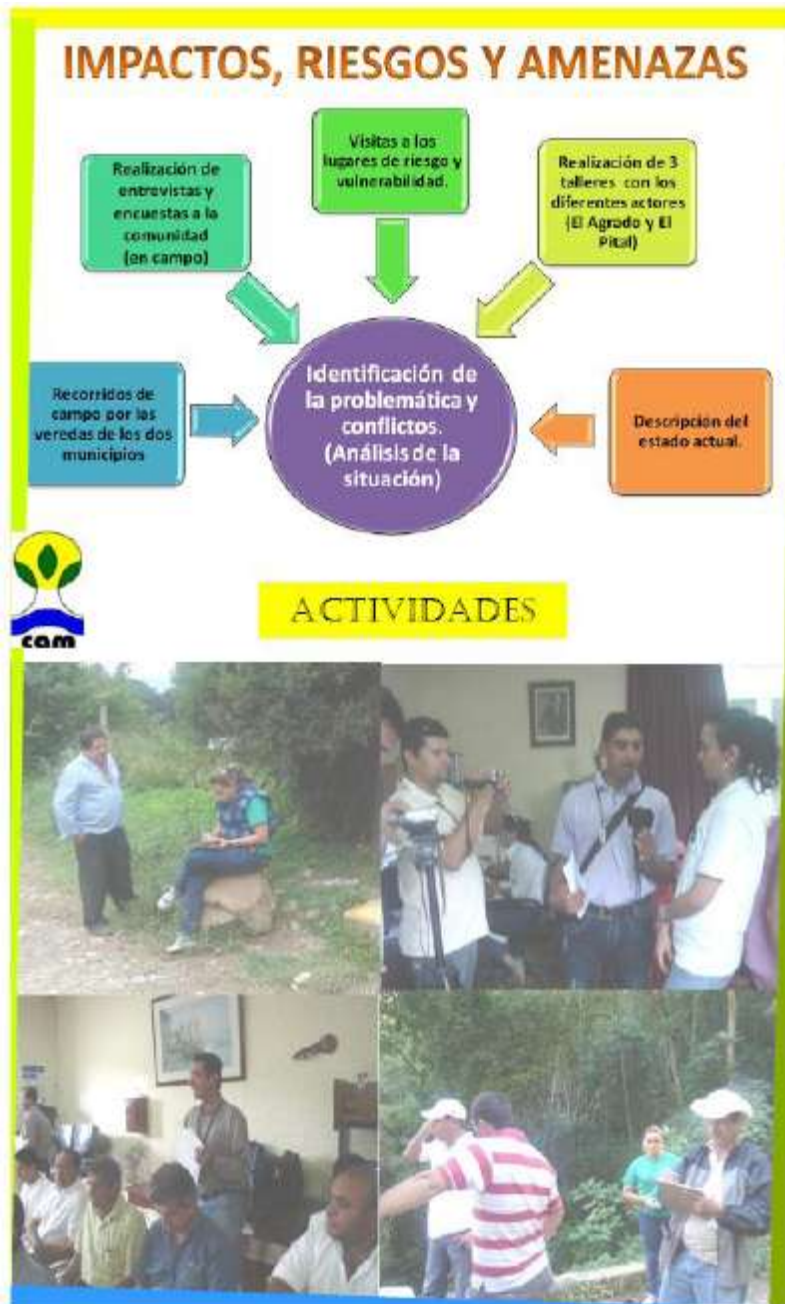 IMPACTOS, RIESGOS Y AMENAZAS
Visitas a los
lugares de riesgo y
vulnerabilidad.
Realización de
entrevistas y
encuestas a la
comunidad
(en campo)
Realización de 3
talleres con los
diferentes actores
(El Agrado y El
Pital)
Recorridos de
campo por las
veredas de los dos
municipios
Identificación de
la problemática y
conflictos.
(Análisis de la
situación)
Descripción del
estado actual.
cam
ACTIVIDADES